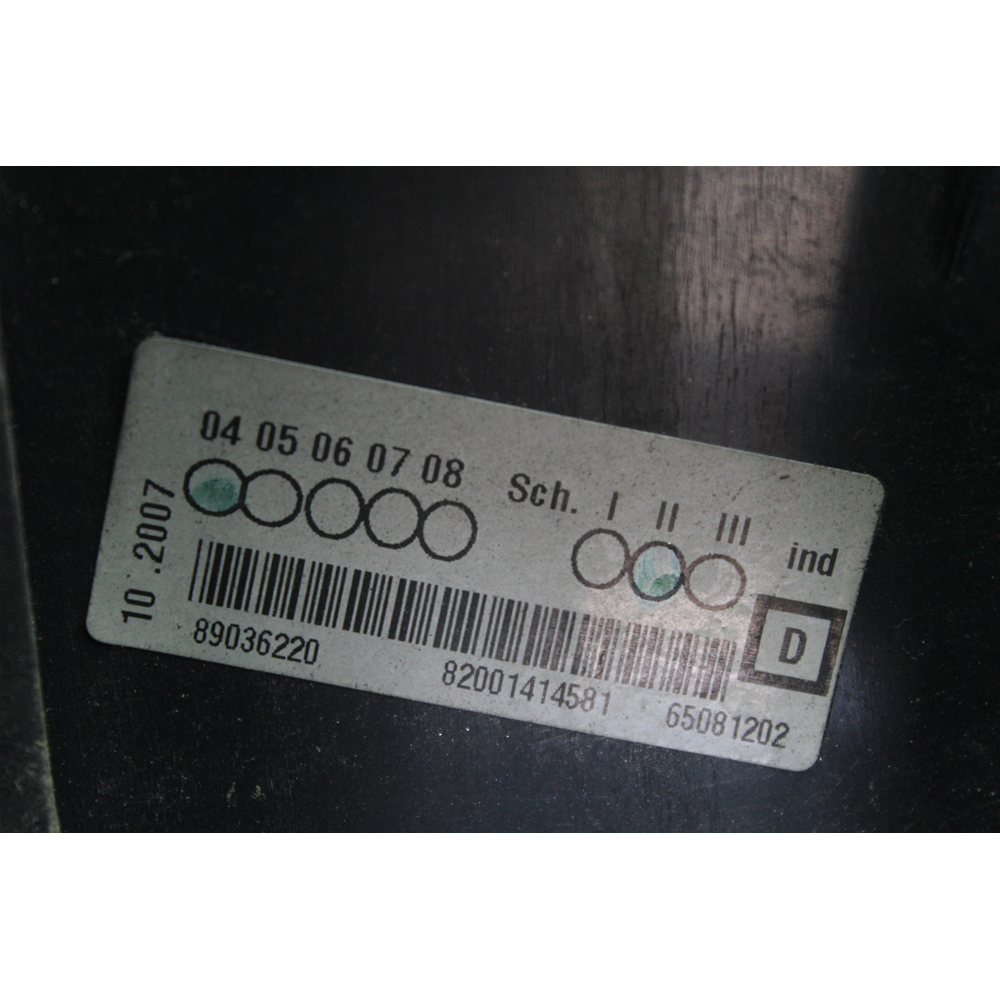 04 05 06 07 08 Sch. I II III ind
10 .2007
D
89036220 82001414581 65081202